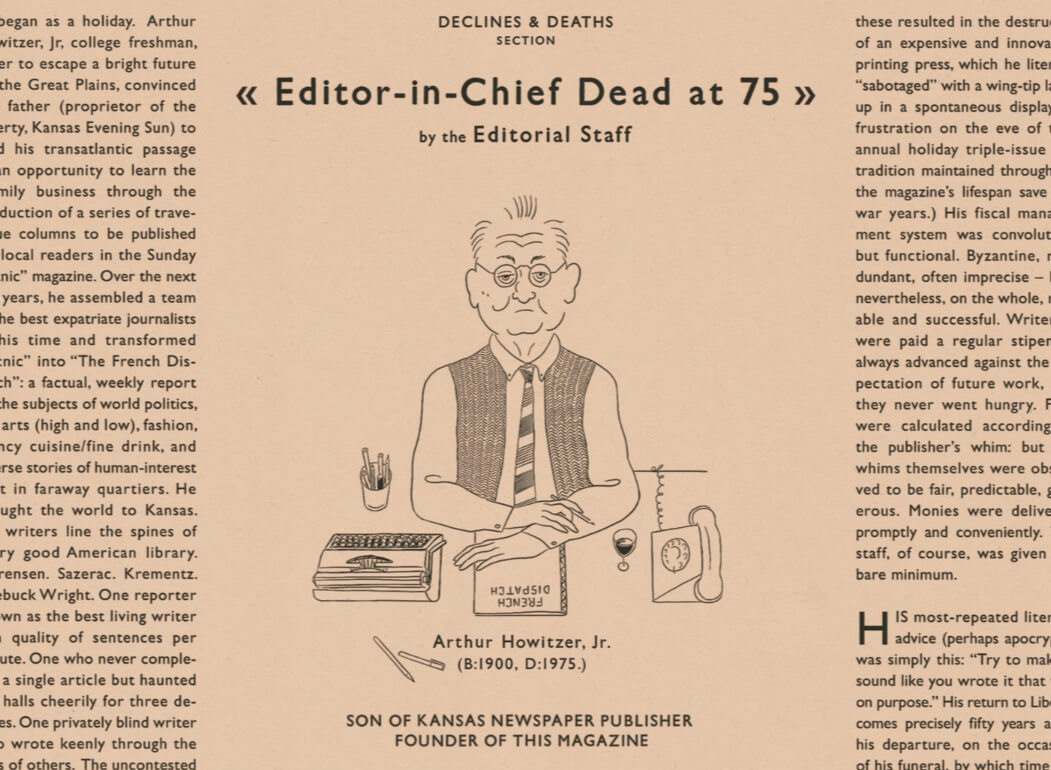 began as a holiday. Arthur
witzer, Jr, college freshman,
er to escape a bright future
the Great Plains, convinced
father (proprietor of the
erty, Kansas Evening Sun) to
d his transatlantic passage
an opportunity to learn the
mily business through the
duction of a series of trave-
ue columns to be published
local readers in the Sunday
nic” magazine. Over the next
years, he assembled a team
he best expatriate journalists
his time and transformed
cnic” into “The French Dis-
ch”: a factual, weekly report
the subjects of world politics,
arts (high and low), fashion,
ncy cuisine/fine drink, and
erse stories of human-interest
t in faraway quartiers. He
ught the world to Kansas.
writers line the spines of
ry good American library.
rensen. Sazerac. Krementz.
ebuck Wright. One reporter
own as the best living writer
quality of sentences per
ute. One who never comple-
a single article but haunted
halls cheerily for three de-
es. One privately blind writer
o wrote keenly through the
s of others. The uncontested
DECLINES & DEATHS
SECTION
« Editor-in-Chief Dead at 75 »
by the Editorial Staff
FRENCH
DISPATCH
Arthur Howitzer, Jr.
(B:1900, D:1975.)
SON OF KANSAS NEWSPAPER PUBLISHER
FOUNDER OF THIS MAGAZINE
these resulted in the destruc
of an expensive and innova
printing press, which he liter
“sabotaged” with a wing-tip la
up in a spontaneous display
frustration on the eve of t
annual holiday triple-issue
tradition maintained through
the magazine’s lifespan save
war years.) His fiscal mana
ment system was convolut
but functional. Byzantine, r
dundant, often imprecise –
nevertheless, on the whole, r
able and successful. Writer
were paid a regular stiper
always advanced against the
pectation of future work,
they never went hungry. F
were calculated according
the publisher’s whim: but
whims themselves were obs
ved to be fair, predictable, g
erous. Monies were delive
promptly and conveniently.
staff, of course, was given
bare minimum.
HIS most-repeated liter
advice (perhaps apocry
was simply this: “Try to mak
sound like you wrote it that
on purpose.” His return to Libe
comes precisely fifty years a
his departure, on the occas
of his funeral, by which time